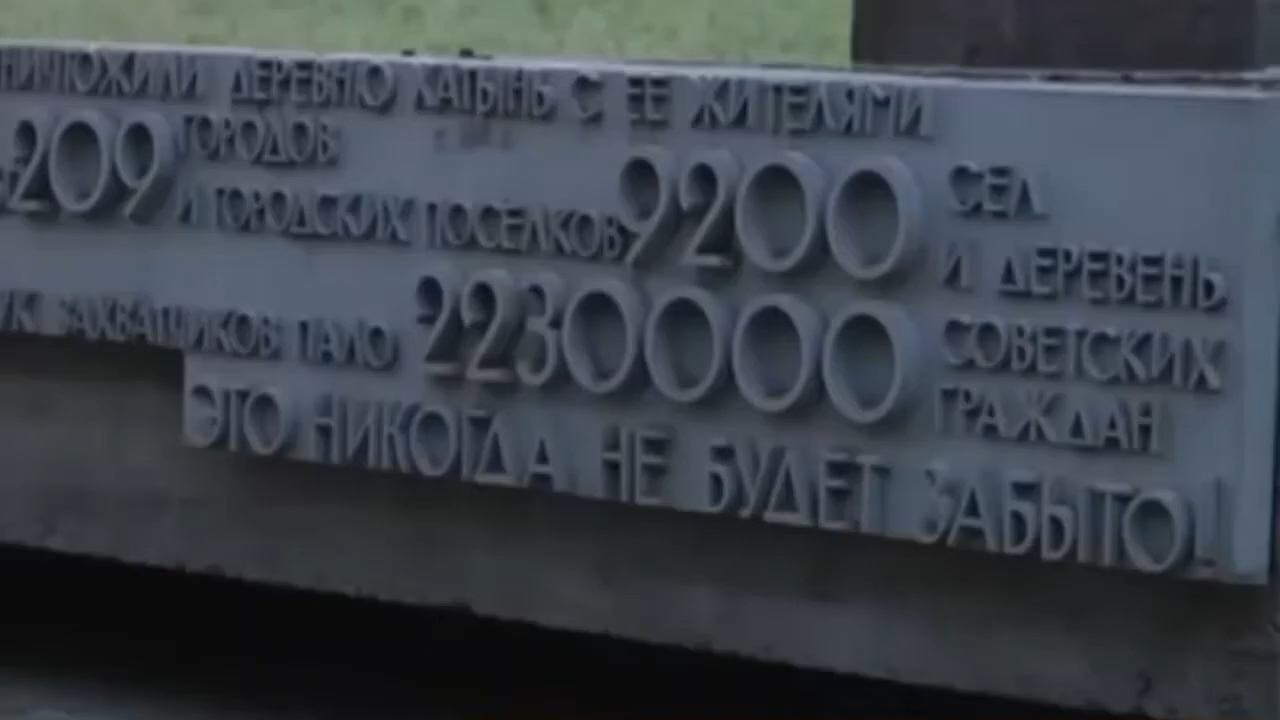 НИЧТОЖИЛИ ДЕРЕВНЮ ХАТЫНЬ С ЕЕ ЖИТЕЛЯМИ
209 ГОРОДОВ
И ГОРОДСКИХ ПОСЕЛКОВ 9200 СЕЛ
И ДЕРЕВЕНЬ
УК ЗАХВАТЧИКОВ ПАЛО 2230000 СОВЕТСКИХ
ГРАЖДАН
ЭТО НИКОГДА НЕ БУДЕТ ЗАБЫТО!